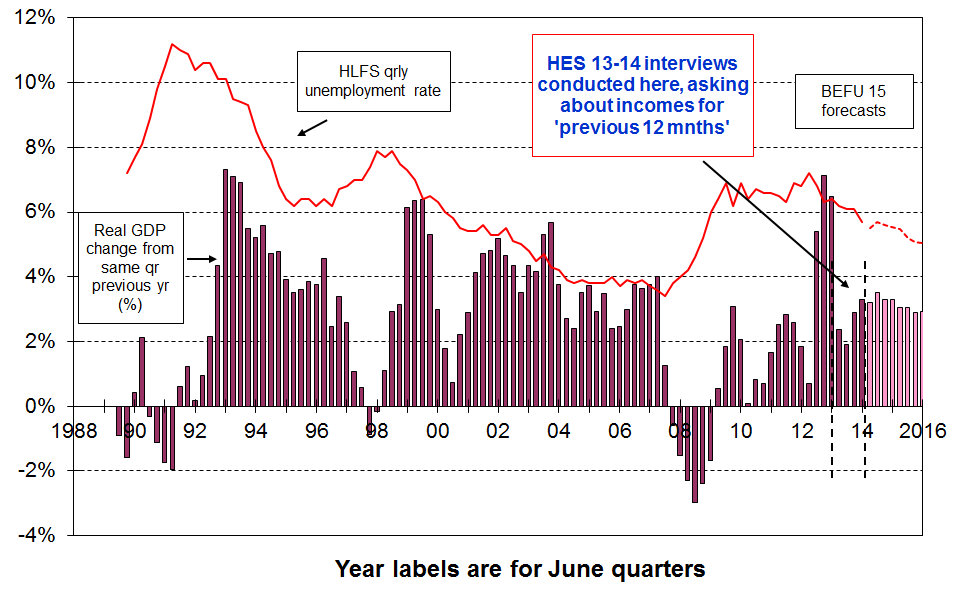 12%
10%
8%
6%
4%
2%
0%
-2%
-4%
HLFS qrly
unemployment rate
HES 13-14 interviews
conducted here, asking
about incomes for
'previous 12 mnths'
BEFU 15
forecasts
Real GDP
change from
same qr
previous yr
(%)
1988 90 92 94 96 98 00 02 04 06 08 10 12 14 2016
Year labels are for June quarters